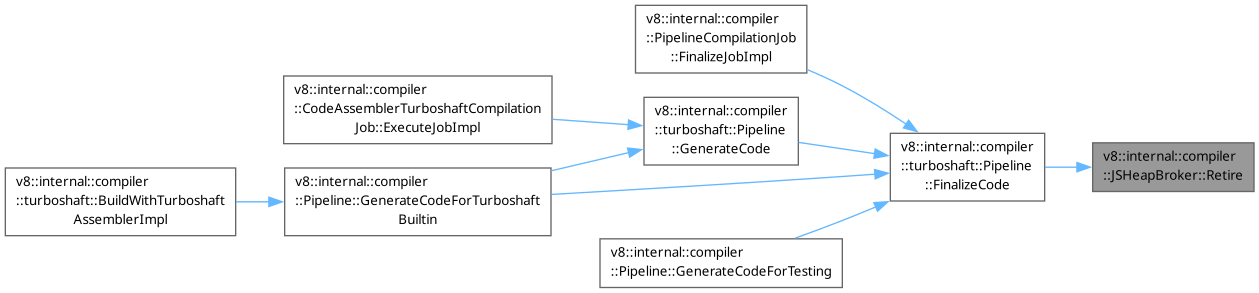 v8::internal::compiler
::PipelineCompilationJob
::FinalizeJobImpl
v8::internal::compiler
::CodeAssemblerTurboshaftCompilation
Job::ExecuteJobImpl
v8::internal::compiler
::turboshaft::Pipeline
::GenerateCode
v8::internal::compiler
::turboshaft::Pipeline
::FinalizeCode
v8::internal::compiler
::JSHeapBroker::Retire
v8::internal::compiler
::turboshaft::BuildWithTurboshaft
AssemblerImpl
v8::internal::compiler
::Pipeline::GenerateCodeForTurboshaft
Builtin
v8::internal::compiler
::Pipeline::GenerateCodeForTesting